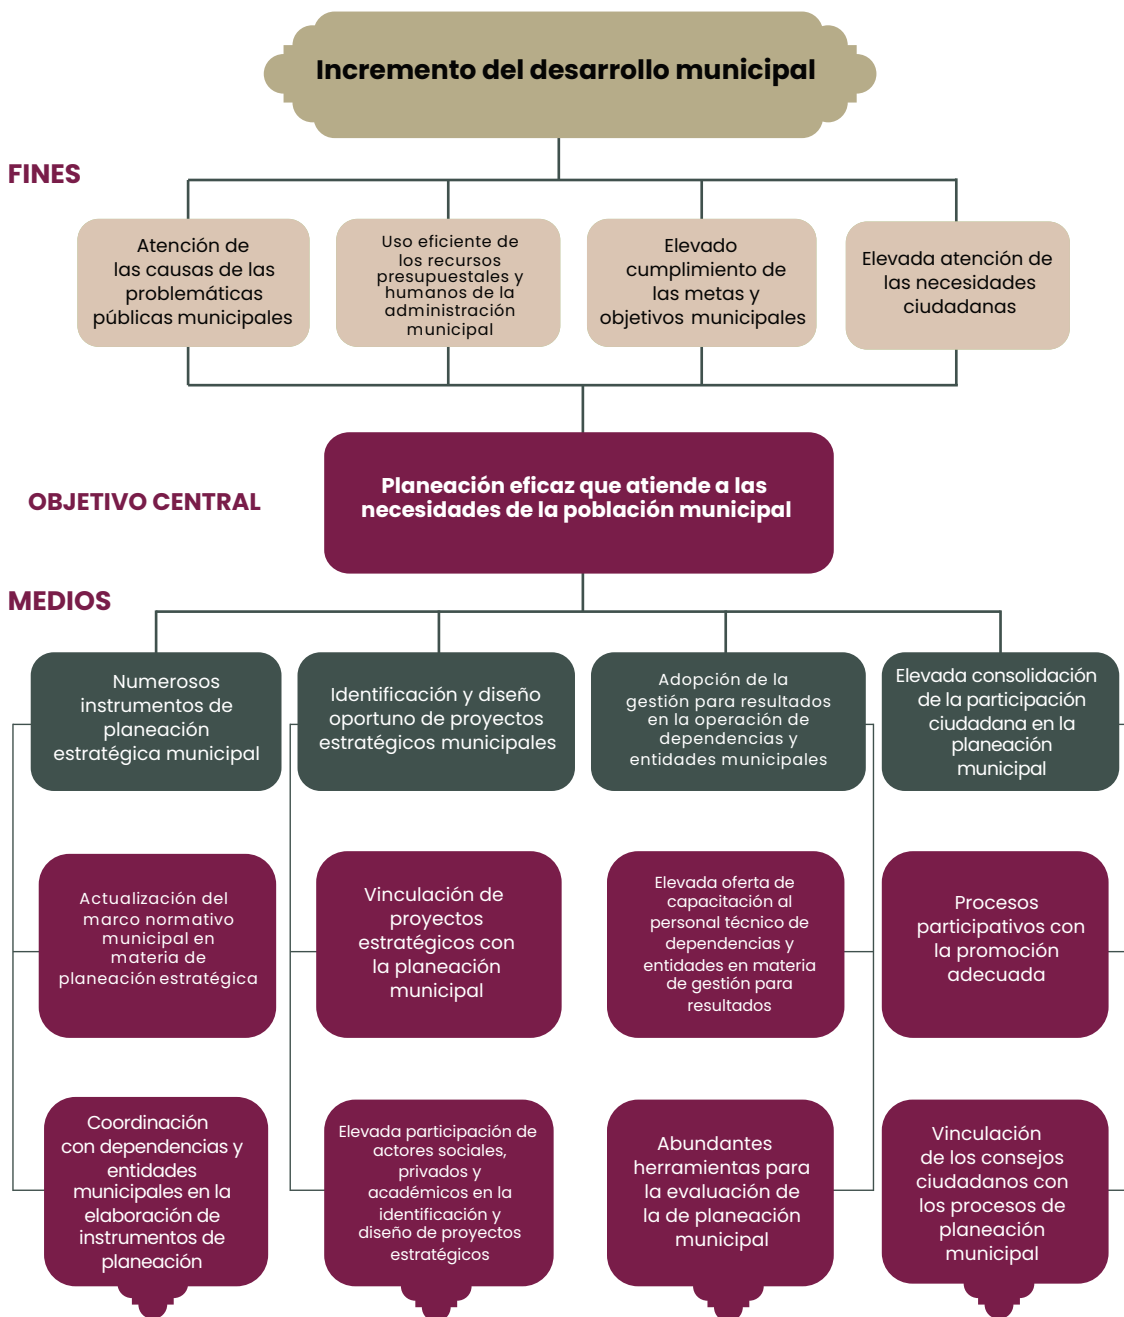 Incremento del desarrollo municipal
FINES
Atención de
las causas de las
problemáticas
públicas municipales
Uso eficiente de
los recursos
presupuestales y
humanos de la
administración
municipal
Elevado
cumplimiento de
las metas y
objetivos municipales
Elevada atención de
las necesidades
ciudadanas
OBJETIVO CENTRAL
Planeación eficaz que atiende a las
necesidades de la población municipal
MEDIOS
Numerosos
instrumentos de
planeación
estratégica municipal
Identificación y diseño
oportuno de proyectos
estratégicos municipales
Adopción de la
gestión para resultados
en la operación de
dependencias y
entidades municipales
Elevada consolidación
de la participación
ciudadana en la
planeación
municipal
Actualización del
marco normativo
municipal en
materia de
planeación estratégica
Vinculación de
proyectos
estratégicos con
la planeación
municipal
Elevada oferta de
capacitación al
personal técnico de
dependencias y
entidades en materia
de gestión para
resultados
Procesos
participativos con
la promoción
adecuada
Coordinación
con dependencias y
entidades
municipales en la
elaboración de
instrumentos de
planeación
Elevada participación de
actores sociales,
privados y
académicos en la
identificación y
diseño de proyectos
estratégicos
Abundantes
herramientas para
la evaluación de
la de planeación
municipal
Vinculación
de los consejos
ciudadanos con
los procesos de
planeación
municipal